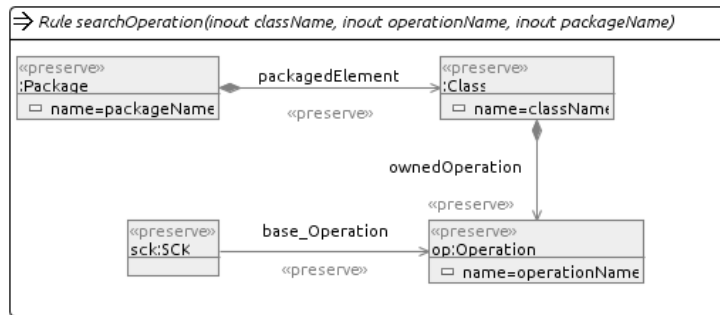 Rule searchOperation(inout className, inout operationName, inout packageName)
«preserve»
:Package
name=packageName
packagedElement
«preserve»
«preserve»
:Class
name=className
ownedOperation
«preserve»
«preserve»
sck:SCK
base_Operation
«preserve»
«preserve»
op:Operation
name=operationName